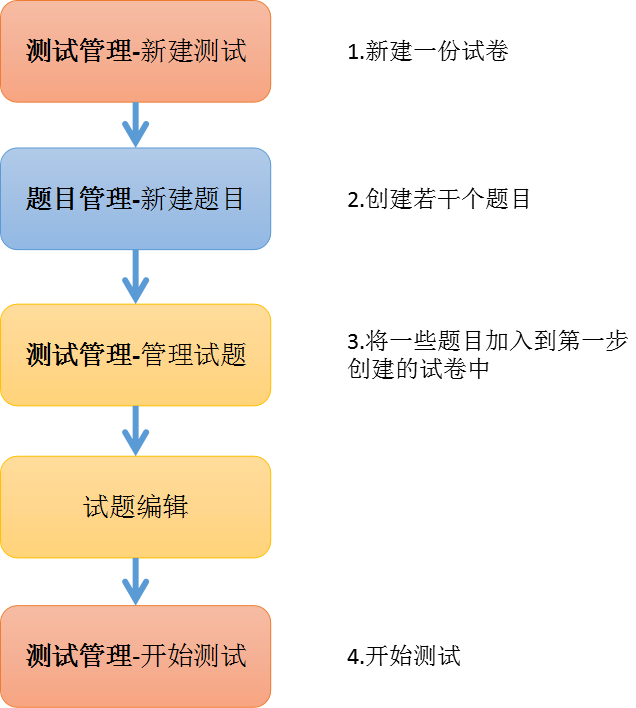 测试管理-新建测试
1.新建一份试卷
题目管理-新建题目
2.创建若干个题目
测试管理-管理试题
3.将一些题目加入到第一步
创建的试卷中
试题编辑
测试管理-开始测试
4.开始测试